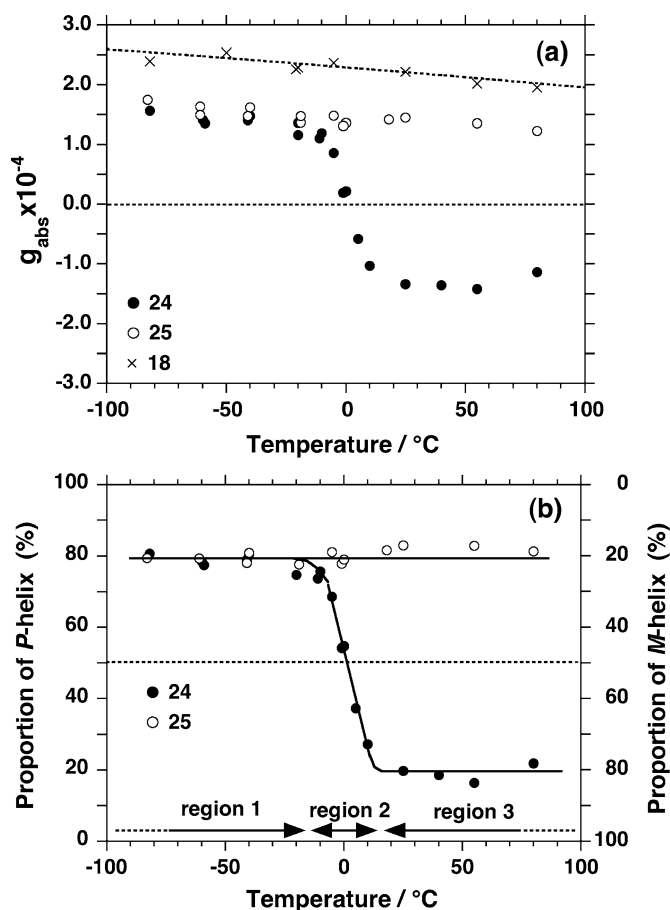 3.0
(a)
2.0
1.0
0.0
-1.0
-2.0
-3.0
g_abs x10^-4
24
25
18
-100 -50 0 50 100
Temperature / °C
100
80
60
40
20
0
Proportion of P-helix (%)
(b)
0
20
40
60
80
100
Proportion of M-helix (%)
24
25
region 1 region 2 region 3
-100 -50 0 50 100
Temperature / °C